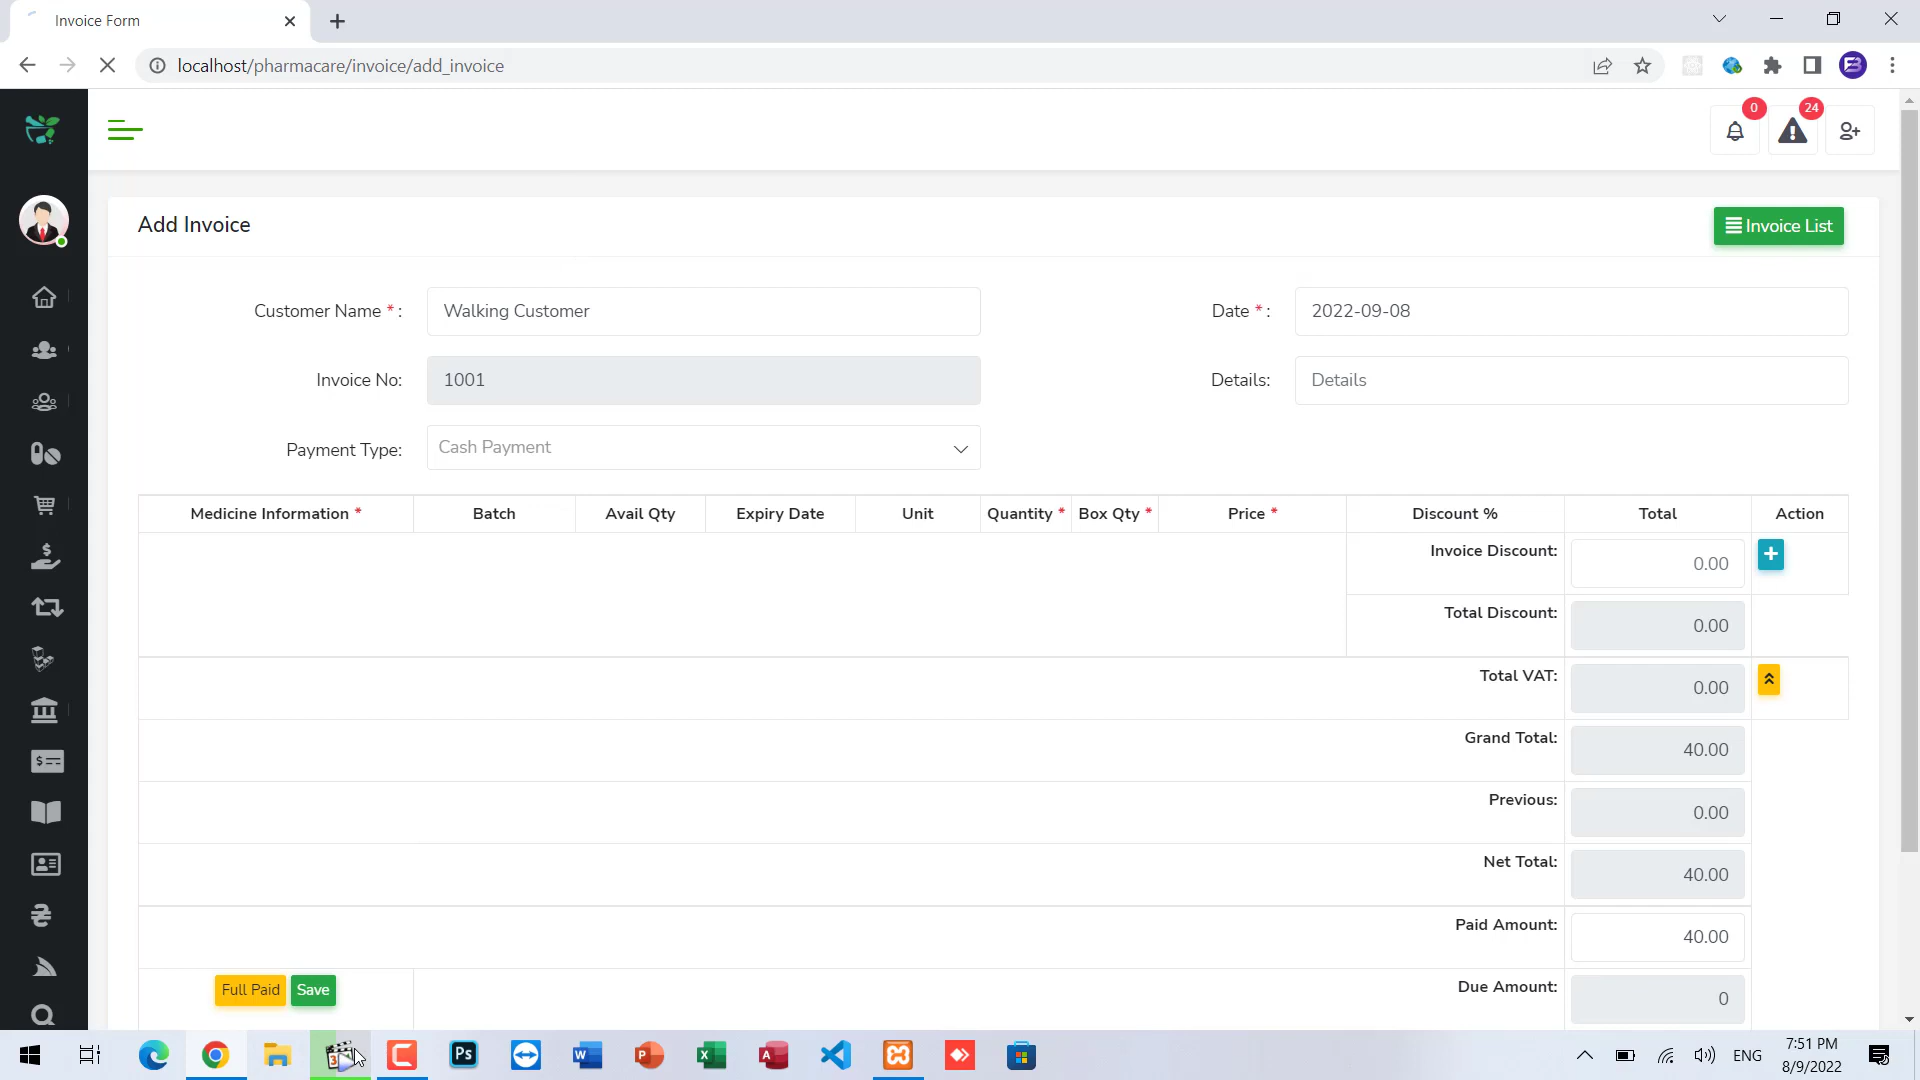 Invoice Form
localhost/pharmacare/invoice/add_invoice
0
24
Add Invoice
Invoice List
Customer Name * :
Walking Customer
Date * :
2022-09-08
Invoice No:
1001
Details:
Details
Payment Type:
Cash Payment
Medicine Information * Batch Avail Qty Expiry Date Unit Quantity * Box Qty * Price * Discount % Total Action
Invoice Discount: 0.00
Total Discount: 0.00
Total VAT: 0.00
Grand Total: 40.00
Previous: 0.00
Net Total: 40.00
Paid Amount: 40.00
Full Paid Save
Due Amount: 0
ENG
7:51 PM
8/9/2022